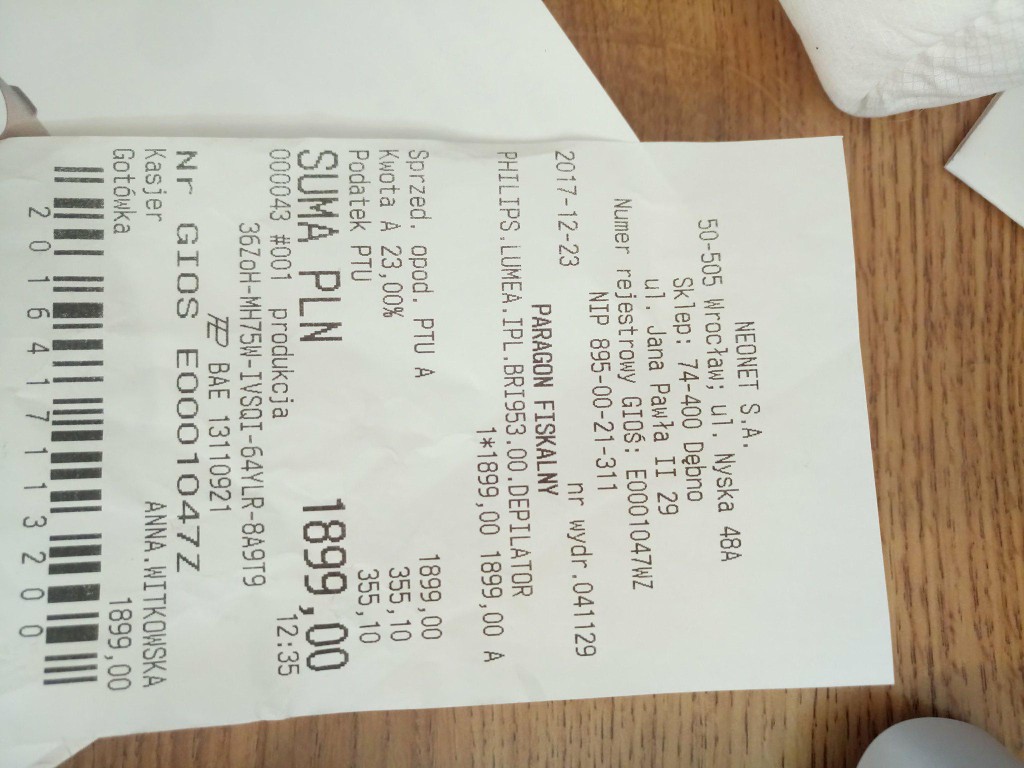 NEONET S.A.
50-505 Wrocław; ul. Nyska 48A
Sklep: 74-400 Dębno
ul. Jana Pawła II 29
Numer rejestrowy GIOŚ: E0001047WZ
NIP 895-00-21-311
2017-12-23 nr wydr.041129
PARAGON FISKALNY
PHILIPS.LUMEA.IPL.BRI953.00.DEPILATOR
1*1899,00 1899,00 A
Sprzed. opod. PTU A 1899,00
Kwota A 23,00% 355,10
Podatek PTU 355,10
SUMA PLN 1899,00
000043 #001 produkcja 12:35
36ZoH-MH75W-IVSQI-64YLR-8A9T9
BAE 13110921
Nr GIOS E0001047Z
Kasjer ANNA.WITKOWSKA
Gotówka 1899,00
2016417113200